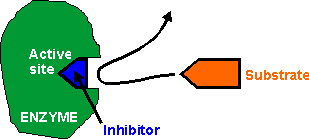 Active
site
Substrate
ENZYME
Inhibitor